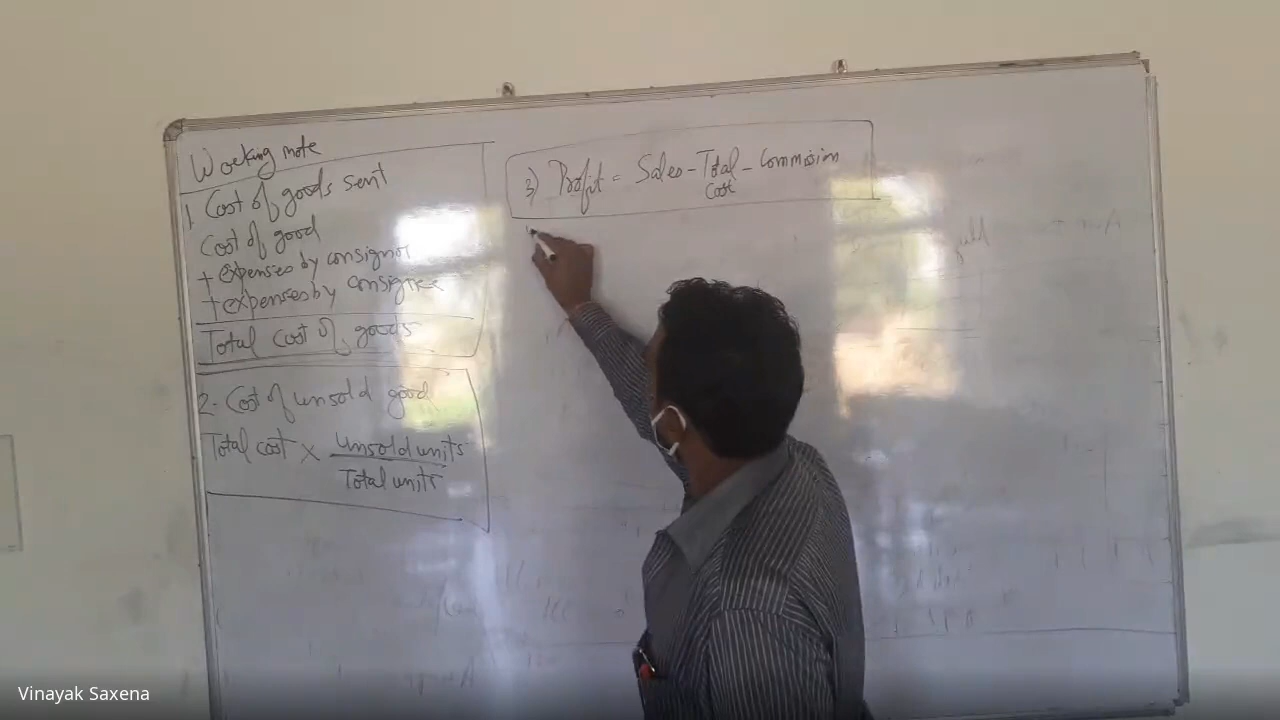 Working note
1 Cost of goods sent
Cost of good
+ expenses by consignor
+ expenses by consignee
Total cost of goods
2- Cost of unsold good
Total cost × unsold units
Total units
3) Profit = Sales - Total - Commission
Cost
Vinayak Saxena